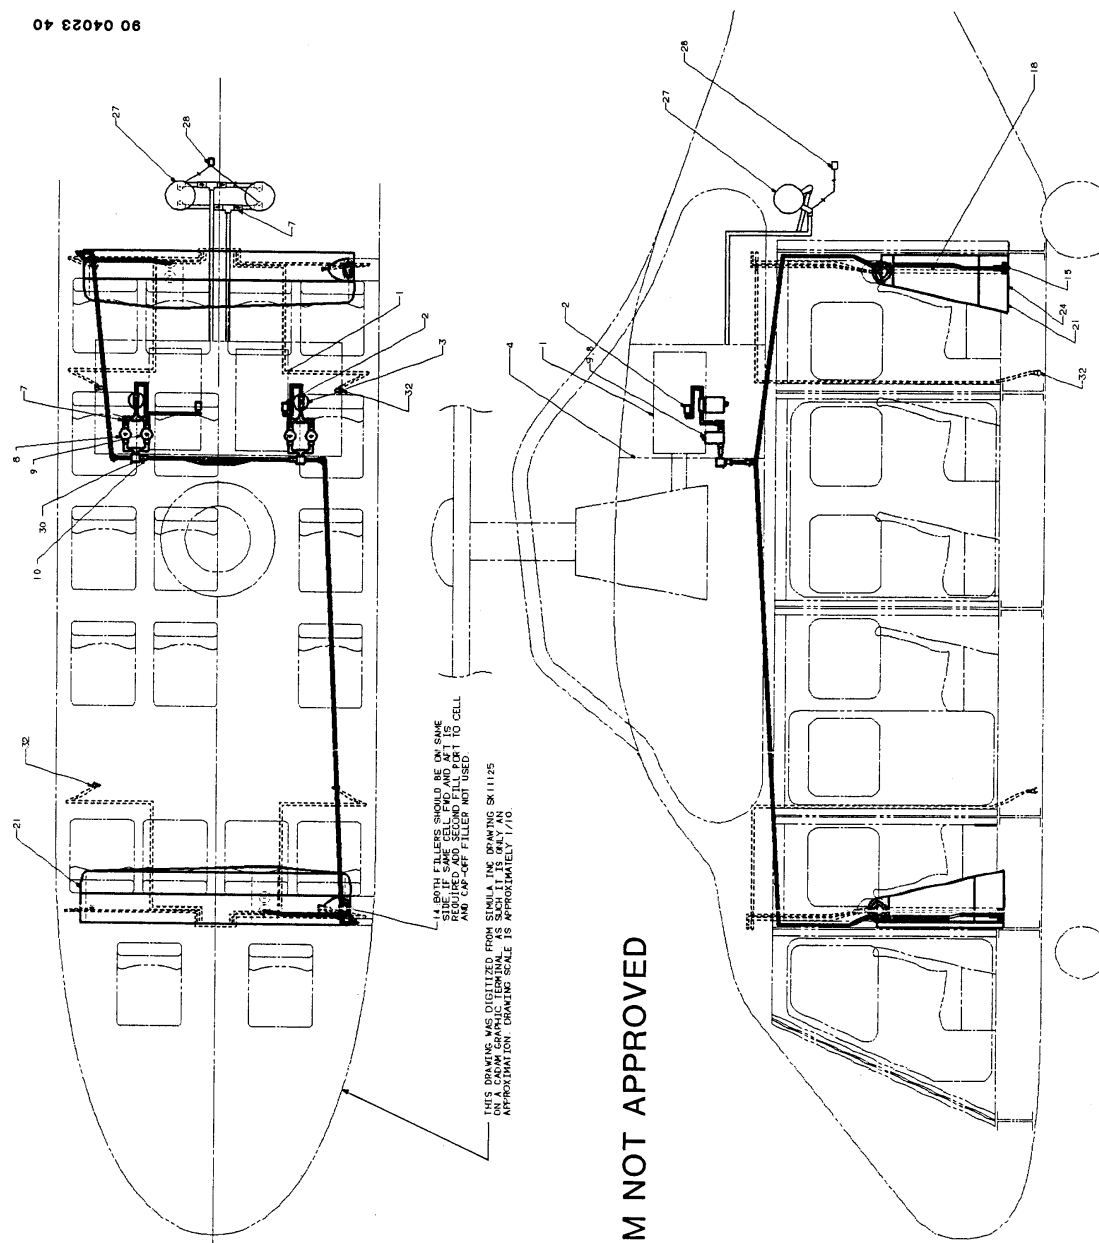 90 04023 40
27
28
7
1
2
3
32
7
8
9
30
10
32
21
14. BOTH FILLERS SHOULD BE ON SAME
SIDE. IF SAME CELL FWD AND AFT IS
REQUIRED ADD SECOND FILL PORT TO CELL
AND CAP-OFF FILLER NOT USED.
THIS DRAWING WAS DIGITIZED FROM SIMULA INC DRAWING SK11125
ON A CADAM GRAPHIC TERMINAL. AS SUCH IT IS ONLY AN
APPROXIMATION. DRAWING SCALE IS APPROXIMATELY 1/10.
28
27
18
2
9.8
1
4
15
24
21
32
M NOT APPROVED